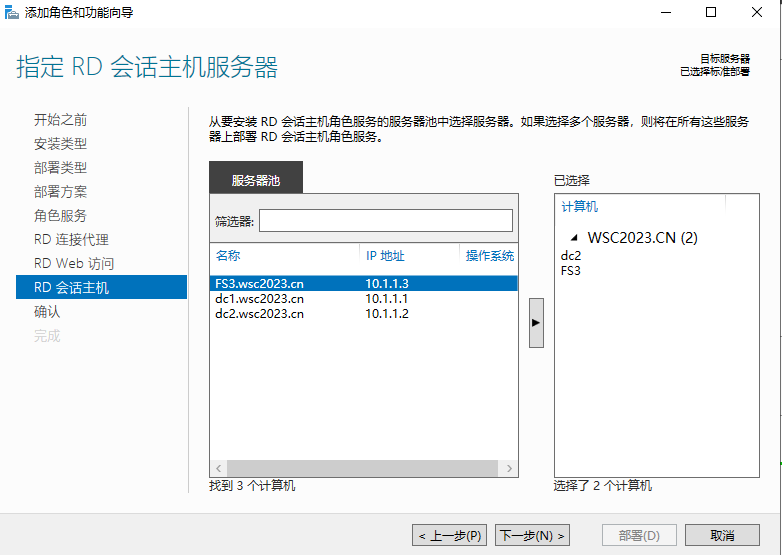 添加角色和功能向导
指定 RD 会话主机服务器
目标服务器
已选择标准部署
开始之前
安装类型
部署类型
部署方案
角色服务
RD 连接代理
RD Web 访问
RD 会话主机
确认
完成
从要安装 RD 会话主机角色服务的服务器池中选择服务器。如果选择多个服务器，则将在所有这些服务
器上部署 RD 会话主机角色服务。
服务器池
筛选器:
名称 IP 地址 操作系统
FS3.wsc2023.cn 10.1.1.3
dc1.wsc2023.cn 10.1.1.1
dc2.wsc2023.cn 10.1.1.2
找到 3 个计算机
已选择
计算机
WSC2023.CN (2)
dc2
FS3
选择了 2 个计算机
< 上一步(P) 下一步(N) > 部署(D) 取消